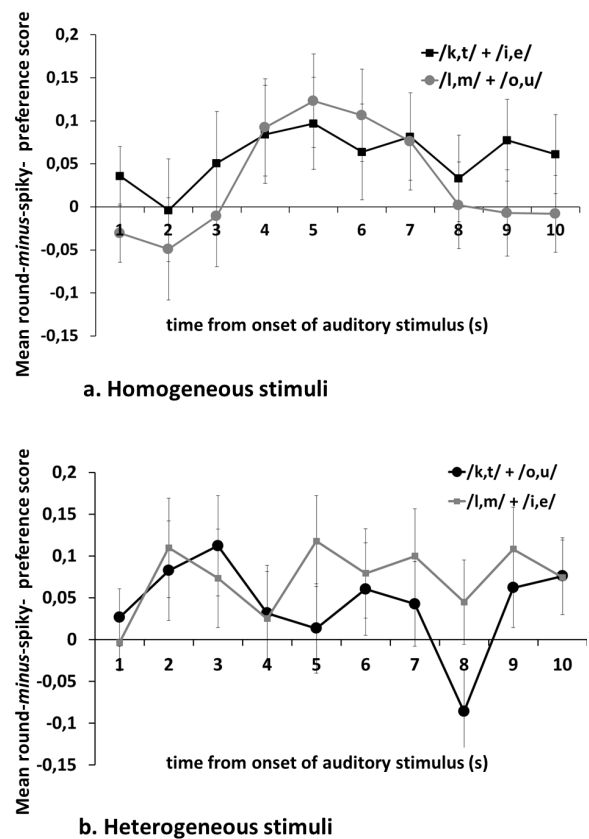 0,2
0,15
0,1
0,05
0
-0,05
-0,1
-0,15
Mean round-minus-spiky- preference score
/k,t/ + /i,e/
/l,m/ + /o,u/
1 2 3 4 5 6 7 8 9 10
time from onset of auditory stimulus (s)
a. Homogeneous stimuli
0,2
0,15
0,1
0,05
0
-0,05
-0,1
-0,15
Mean round-minus-spiky- preference score
/k,t/ + /o,u/
/l,m/ + /i,e/
1 2 3 4 5 6 7 8 9 10
time from onset of auditory stimulus (s)
b. Heterogeneous stimuli